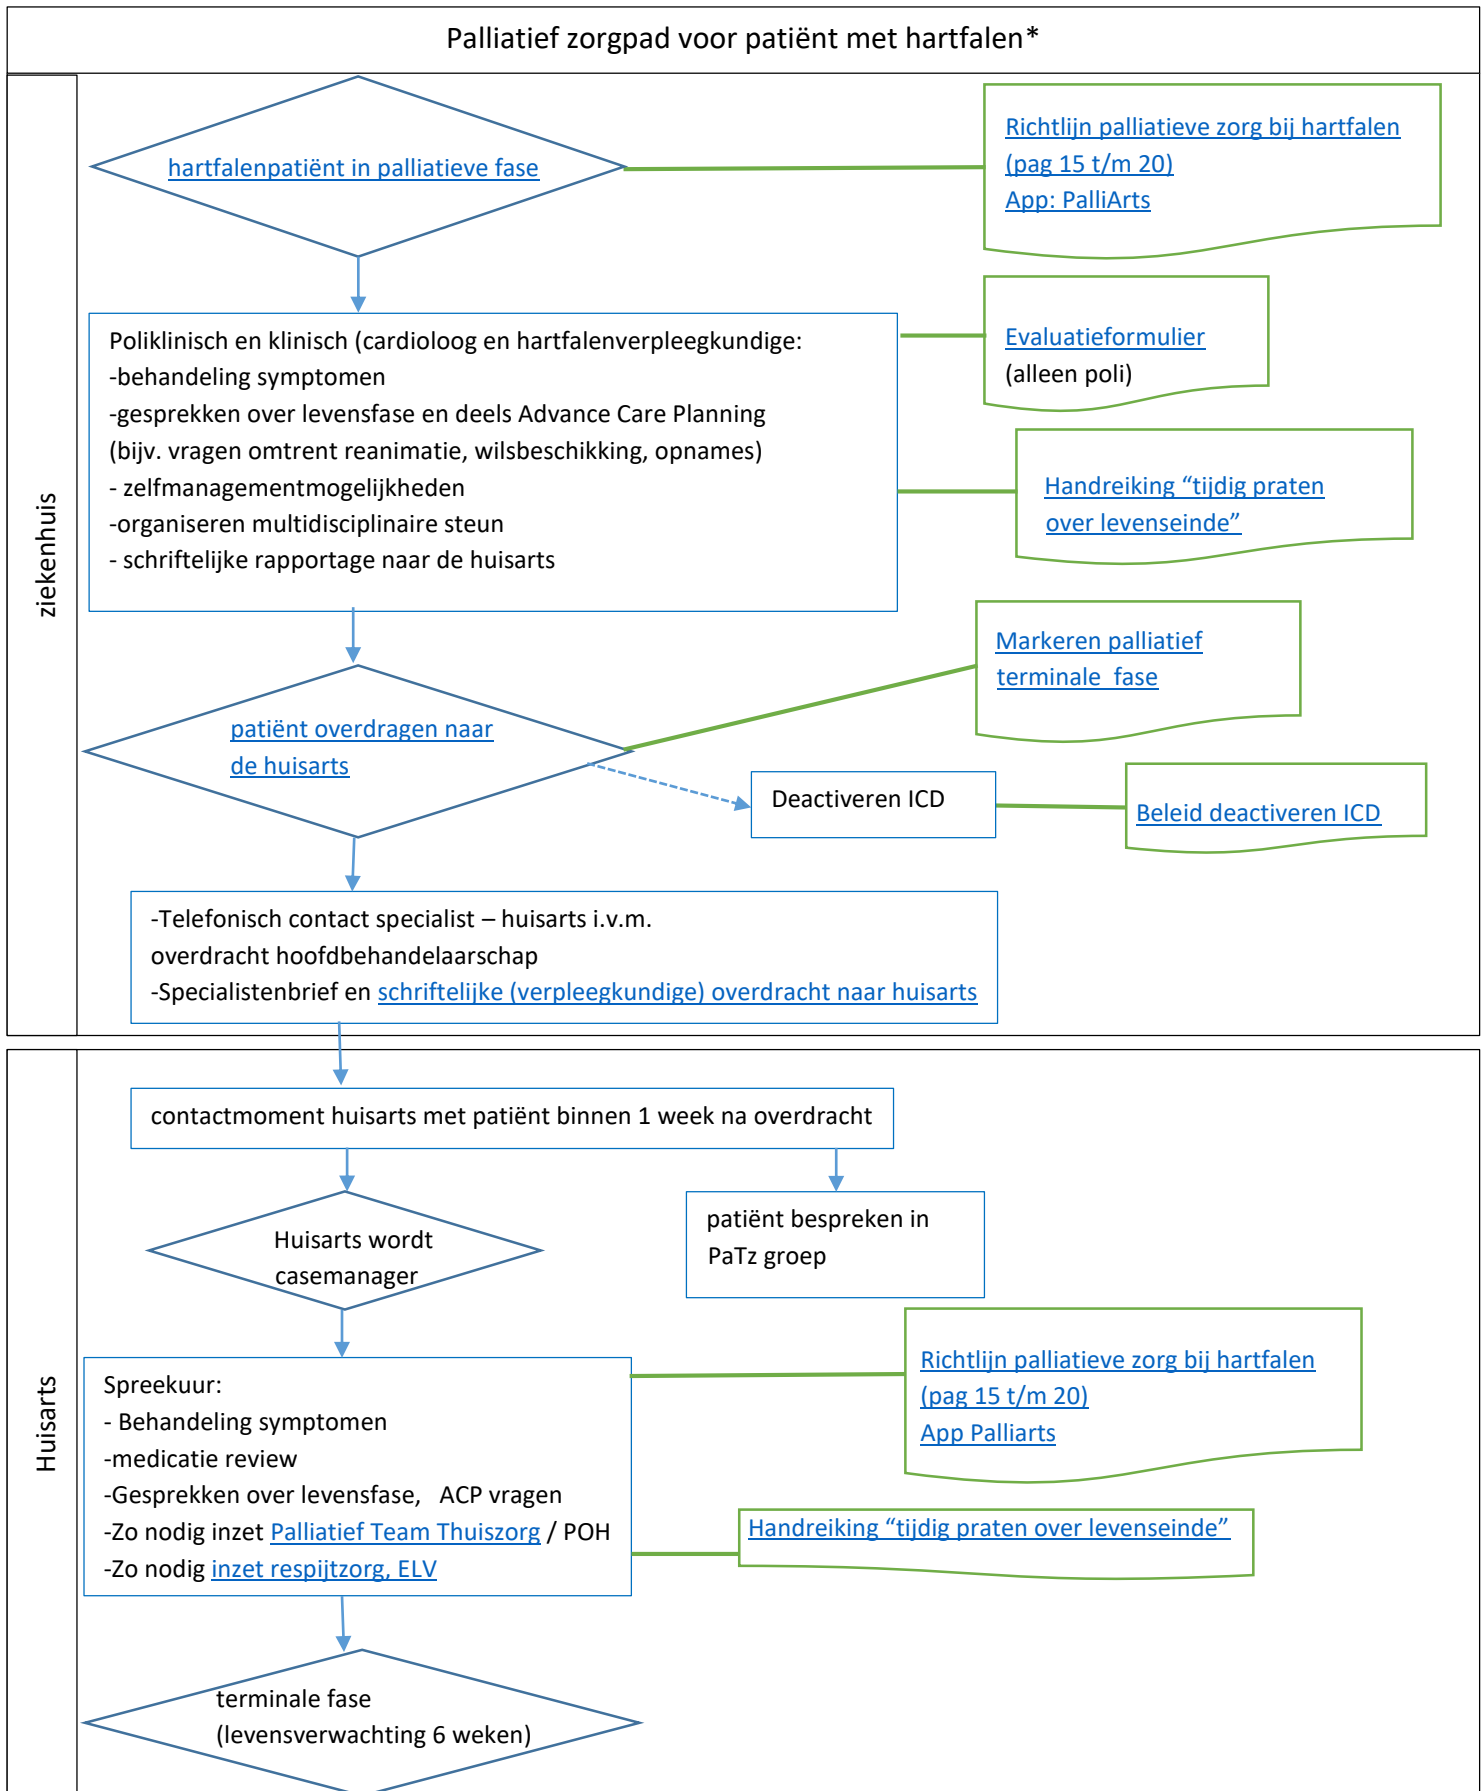 Palliatief zorgpad voor patiënt met hartfalen*
ziekenhuis
hartfalenpatiënt in palliatieve fase
Richtlijn palliatieve zorg bij hartfalen
(pag 15 t/m 20)
App: PalliArts
Poliklinisch en klinisch (cardioloog en hartfalenverpleegkundige:
-behandeling symptomen
-gesprekken over levensfase en deels Advance Care Planning
(bijv. vragen omtrent reanimatie, wilsbeschikking, opnames)
- zelfmanagementmogelijkheden
-organiseren multidisciplinaire steun
- schriftelijke rapportage naar de huisarts
Evaluatieformulier
(alleen poli)
Handreiking “tijdig praten
over levenseinde”
Markeren palliatief
terminale fase
patiënt overdragen naar
de huisarts
Deactiveren ICD
Beleid deactiveren ICD
-Telefonisch contact specialist – huisarts i.v.m.
overdracht hoofdbehandelaarschap
-Specialistenbrief en schriftelijke (verpleegkundige) overdracht naar huisarts
Huisarts
contactmoment huisarts met patiënt binnen 1 week na overdracht
Huisarts wordt
casemanager
patiënt bespreken in
PaTz groep
Spreekuur:
- Behandeling symptomen
-medicatie review
-Gesprekken over levensfase, ACP vragen
-Zo nodig inzet Palliatief Team Thuiszorg / POH
-Zo nodig inzet respijtzorg, ELV
Richtlijn palliatieve zorg bij hartfalen
(pag 15 t/m 20)
App Palliarts
Handreiking “tijdig praten over levenseinde”
terminale fase
(levensverwachting 6 weken)